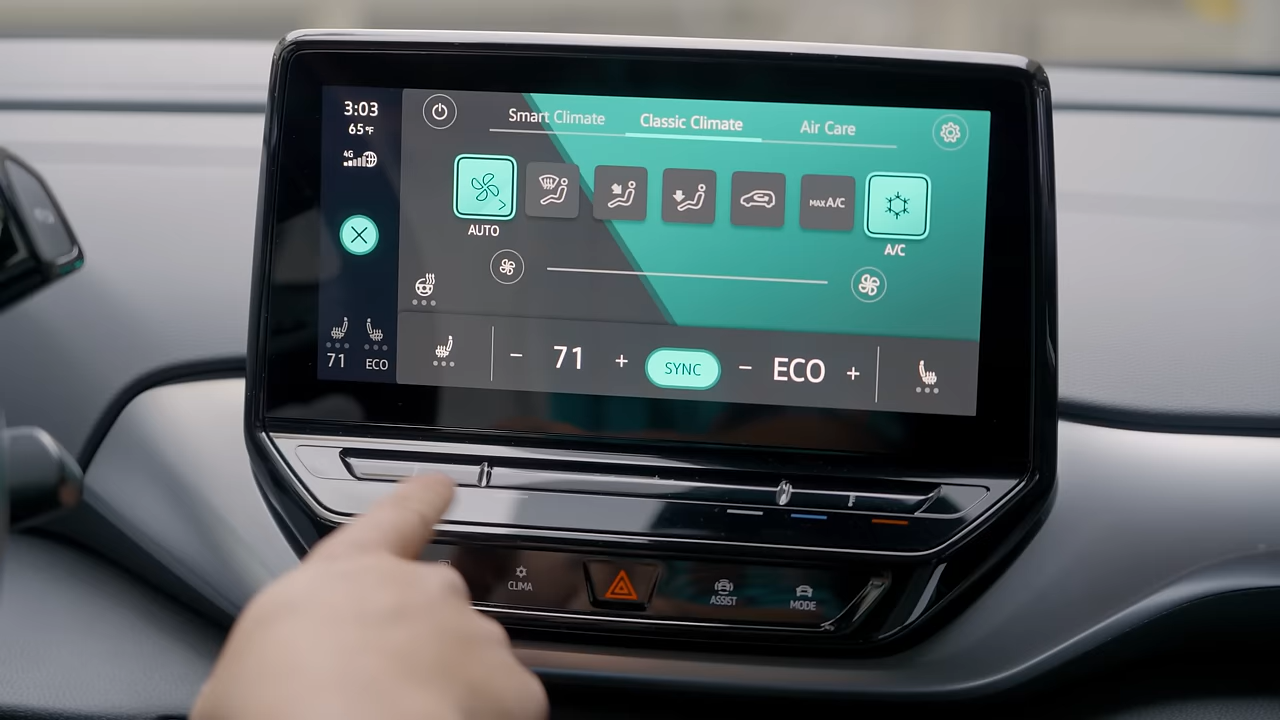 3:03
65°F
4G
71
ECO
Smart Climate
Classic Climate
Air Care
AUTO
MAX A/C
A/C
− 71 +
SYNC
− ECO +
CLIMA
ASSIST
MODE